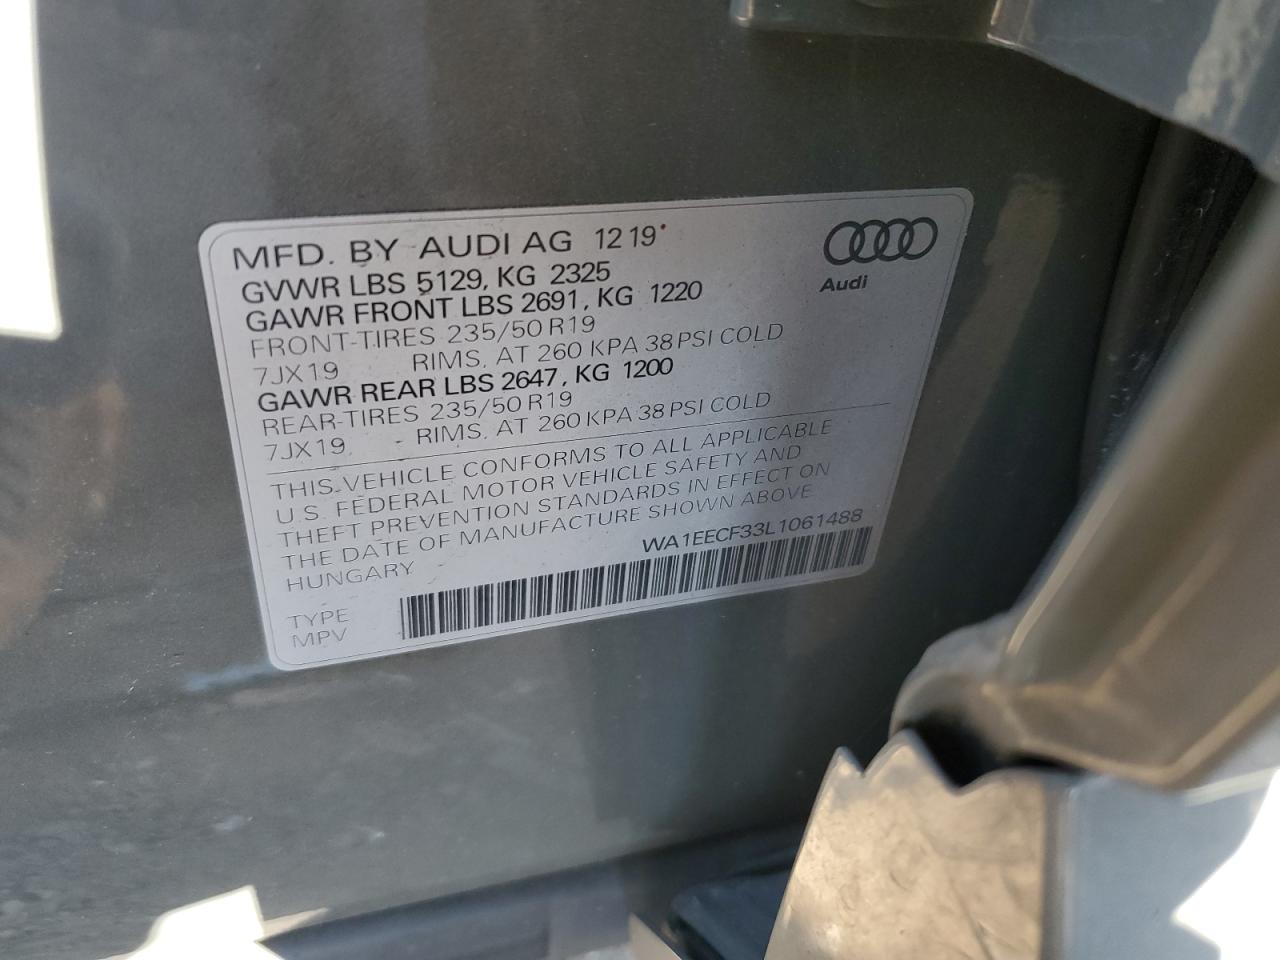 MFD. BY AUDI AG 12 19
GVWR LBS 5129, KG 2325
GAWR FRONT LBS 2691, KG 1220
FRONT-TIRES 235/50 R19
7JX19 RIMS, AT 260 KPA 38 PSI COLD
GAWR REAR LBS 2647, KG 1200
REAR-TIRES 235/50 R19
7JX19 RIMS, AT 260 KPA 38 PSI COLD
THIS VEHICLE CONFORMS TO ALL APPLICABLE
U.S. FEDERAL MOTOR VEHICLE SAFETY AND
THEFT PREVENTION STANDARDS IN EFFECT ON
THE DATE OF MANUFACTURE SHOWN ABOVE
HUNGARY
WA1EECF33L1061488
TYPE
MPV
Audi